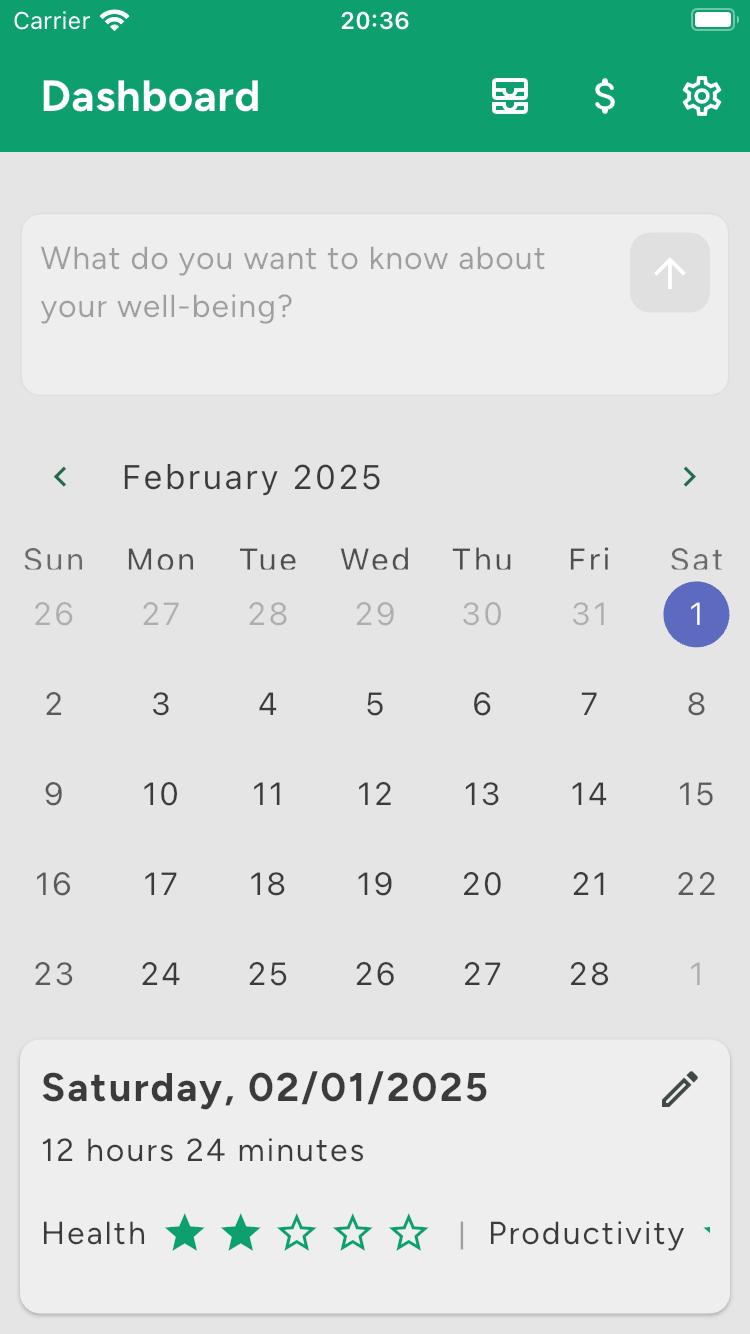 Carrier 20:36
Dashboard $
What do you want to know about
your well-being?
February 2025
Sun Mon Tue Wed Thu Fri Sat
26 27 28 29 30 31 1
2 3 4 5 6 7 8
9 10 11 12 13 14 15
16 17 18 19 20 21 22
23 24 25 26 27 28 1
Saturday, 02/01/2025
12 hours 24 minutes
Health | Productivity